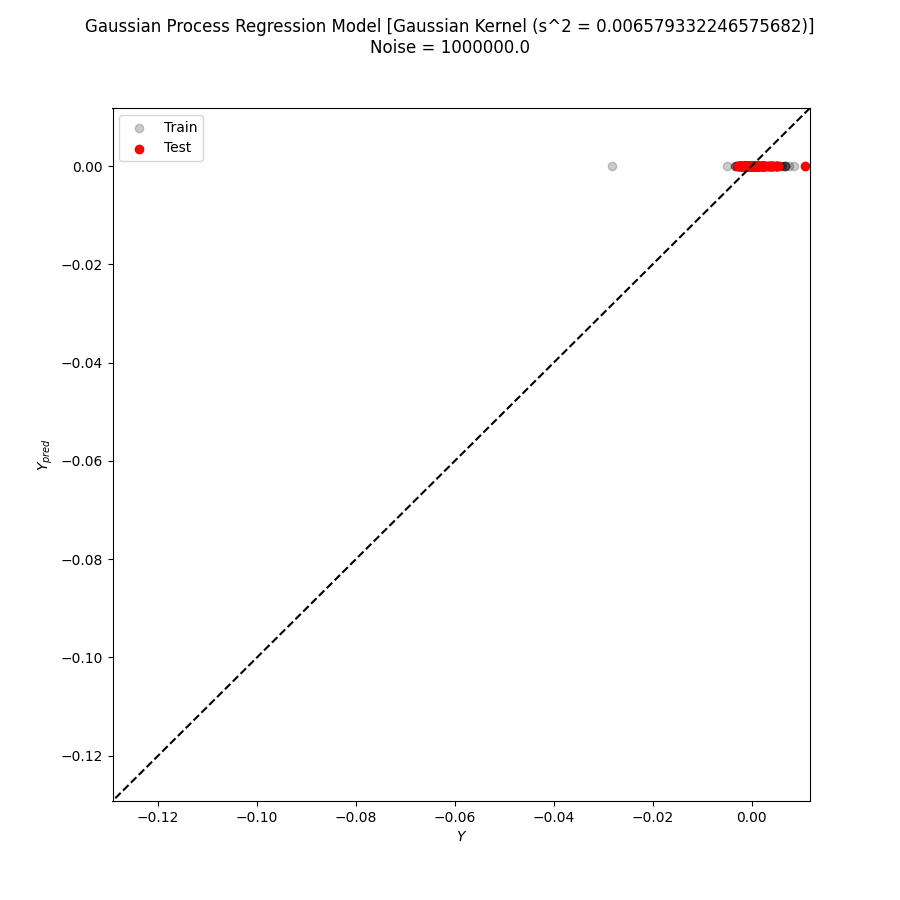 Gaussian Process Regression Model [Gaussian Kernel (s^2 = 0.006579332246575682)]
Noise = 1000000.0
Train
Test
0.00
−0.02
−0.04
−0.06
−0.08
−0.10
−0.12
Y_pred
−0.12 −0.10 −0.08 −0.06 −0.04 −0.02 0.00
Y